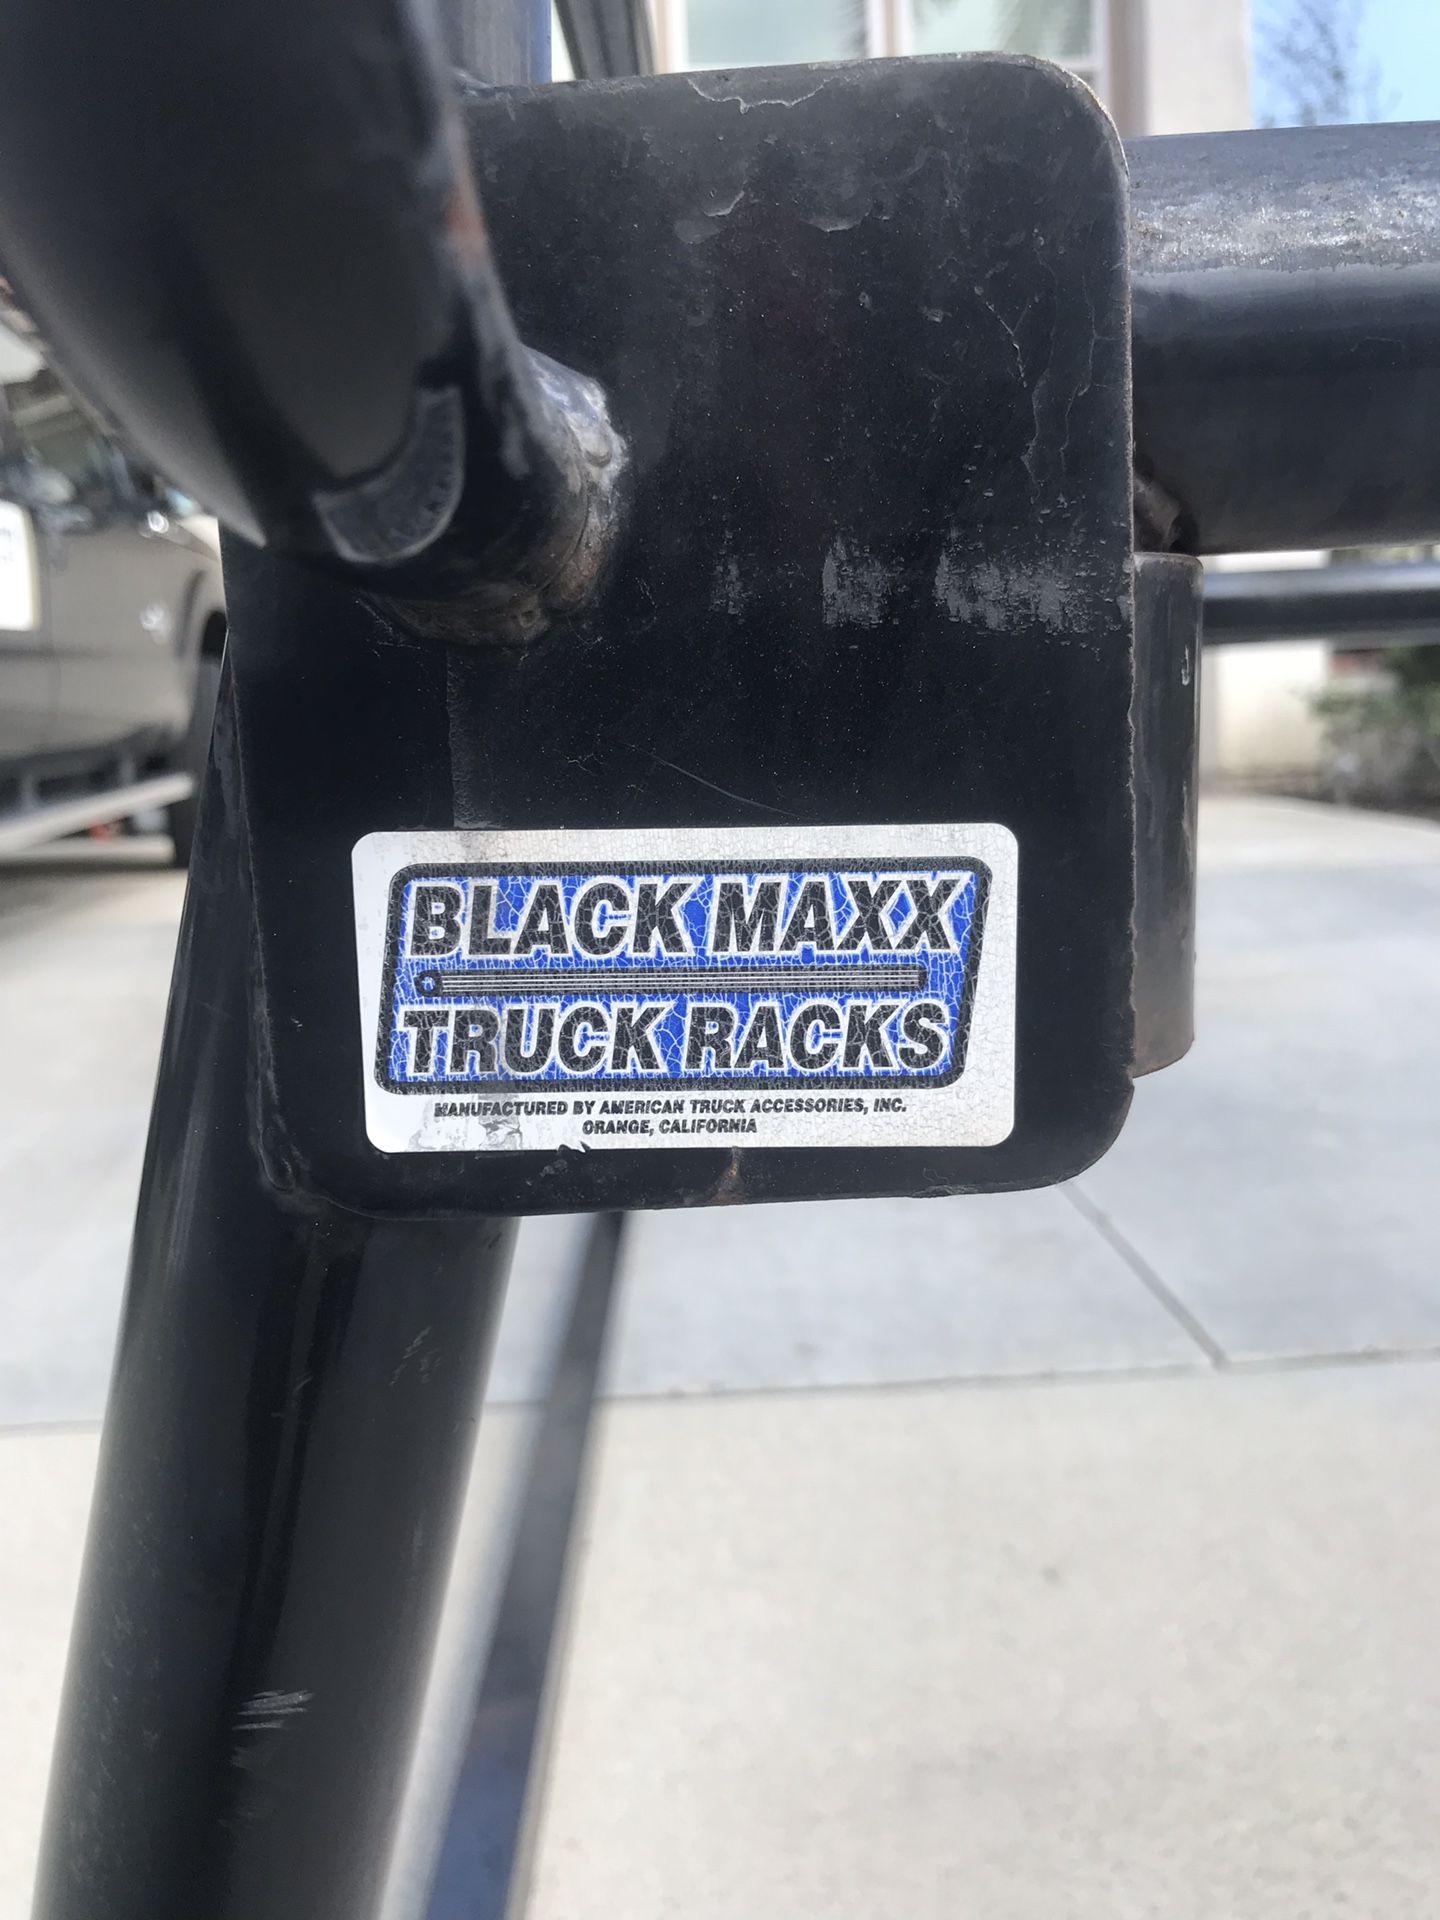 BLACK MAXX
TRUCK RACKS
MANUFACTURED BY AMERICAN TRUCK ACCESSORIES, INC.
ORANGE, CALIFORNIA